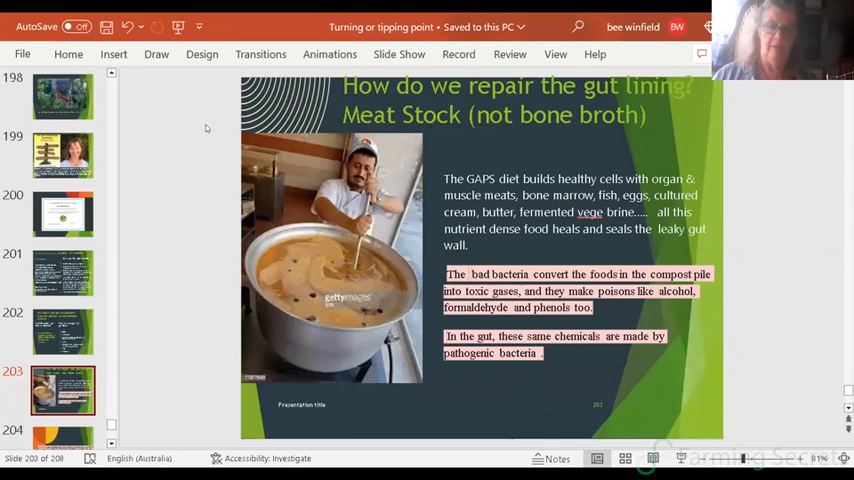 AutoSave
Off
Turning or tipping point • Saved to this PC
bee winfield
BW
File
Home
Insert
Draw
Design
Transitions
Animations
Slide Show
Record
Review
View
Help
198
199
200
201
202
203
204
How do we repair the gut lining?
Meat Stock (not bone broth)
The GAPS diet builds healthy cells with organ &
muscle meats, bone marrow, fish, eggs, cultured
cream, butter, fermented vege brine..... all this
nutrient dense food heals and seals the leaky gut
wall.
The bad bacteria convert the foods in the compost pile
into toxic gases, and they make poisons like alcohol,
formaldehyde and phenols too.
In the gut, these same chemicals are made by
pathogenic bacteria .
gettyimages
Presentation title
203
Farming Secrets
Slide 203 of 208
English (Australia)
Accessibility: Investigate
Notes
81%